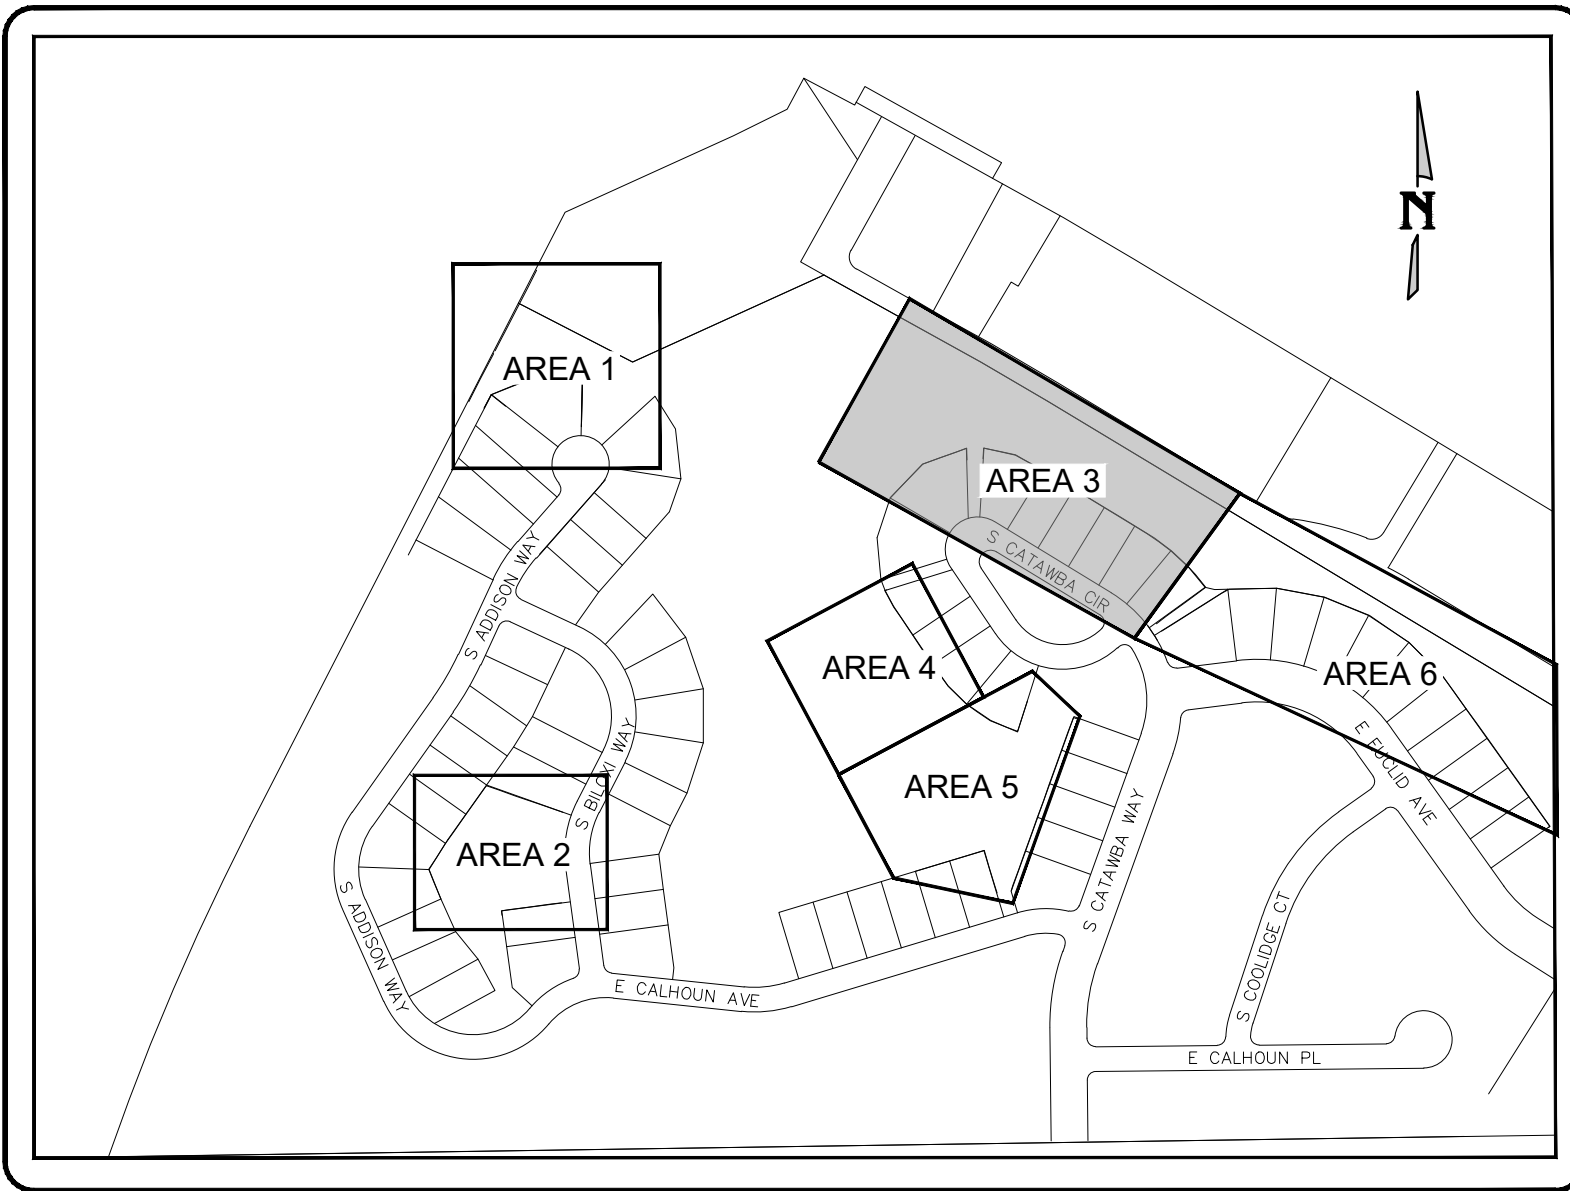 N
AREA 1
AREA 3
S CATAWBA CIR
S ADDISON WAY
AREA 4
AREA 6
S BILOXI WAY
E EUCLID AVE
AREA 5
AREA 2
S CATAWBA WAY
S ADDISON WAY
S COOLIDGE CT
E CALHOUN AVE
E CALHOUN PL